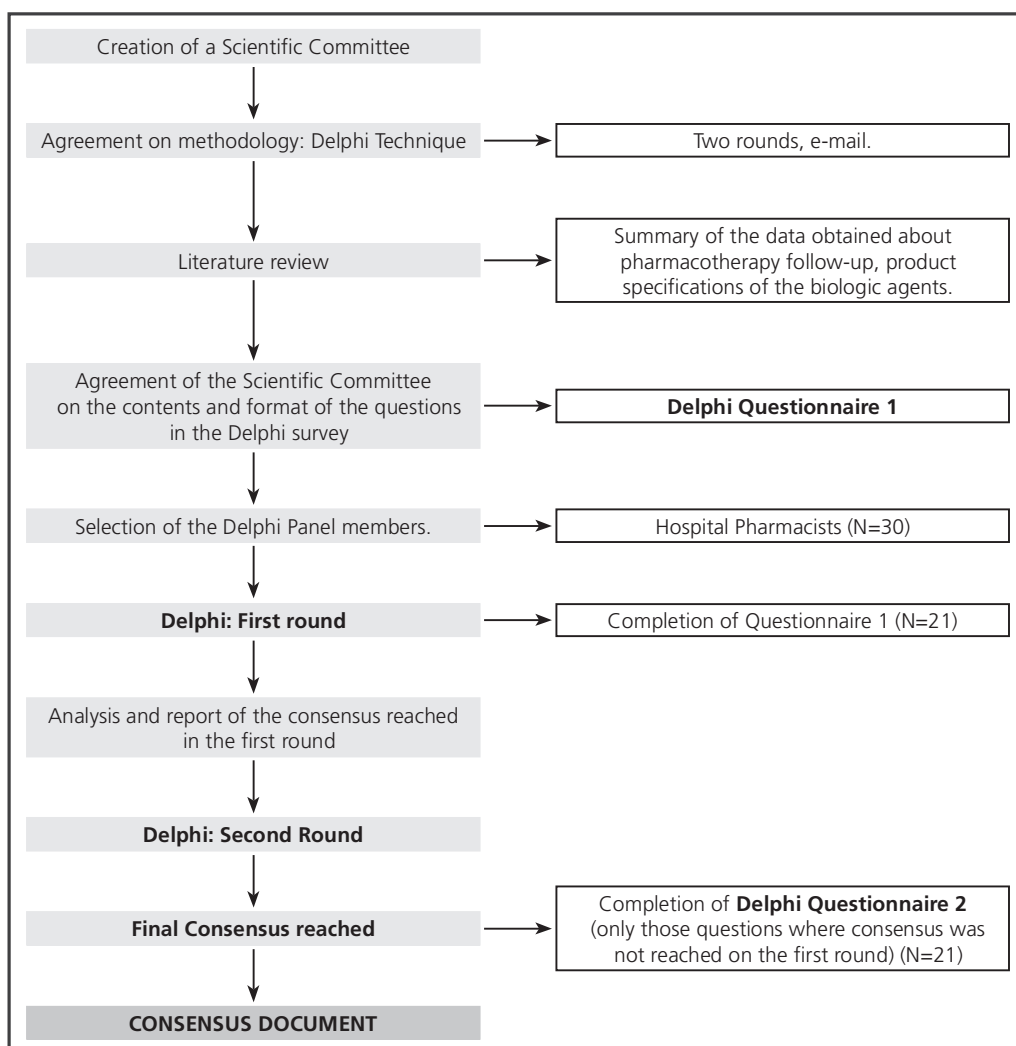 Creation of a Scientific Committee
Agreement on methodology: Delphi Technique
Two rounds, e-mail.
Literature review
Summary of the data obtained about
pharmacotherapy follow-up, product
specifications of the biologic agents.
Agreement of the Scientific Committee
on the contents and format of the questions
in the Delphi survey
Delphi Questionnaire 1
Selection of the Delphi Panel members.
Hospital Pharmacists (N=30)
Delphi: First round
Completion of Questionnaire 1 (N=21)
Analysis and report of the consensus reached
in the first round
Delphi: Second Round
Final Consensus reached
Completion of Delphi Questionnaire 2
(only those questions where consensus was
not reached on the first round) (N=21)
CONSENSUS DOCUMENT